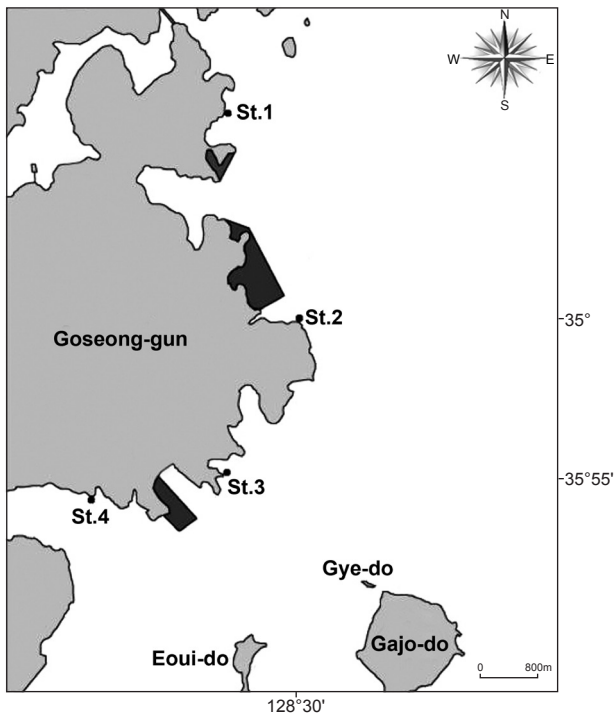 N
W
E
S
St.1
St.2
35°
Goseong-gun
St.3
35°55'
St.4
Gye-do
Gajo-do
Eoui-do
0 800m
128°30'